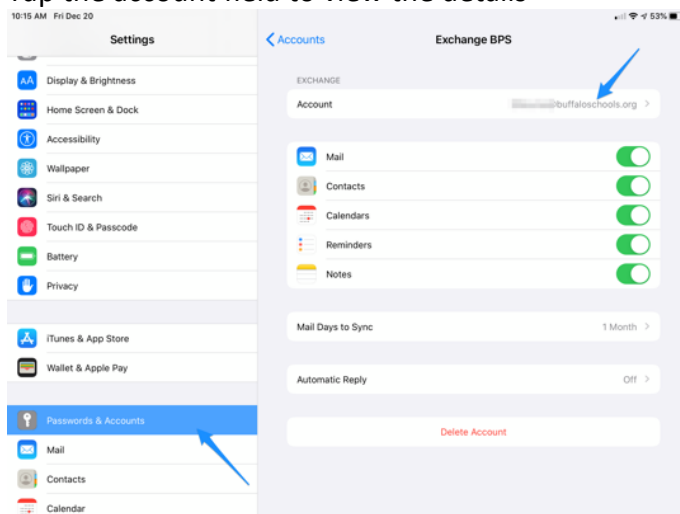 Tap the account field to view the details
10:15 AM Fri Dec 20
53%
Settings
Accounts
Exchange BPS
Display & Brightness
Home Screen & Dock
Accessibility
Wallpaper
Siri & Search
Touch ID & Passcode
Battery
Privacy
iTunes & App Store
Wallet & Apple Pay
Passwords & Accounts
Mail
Contacts
Calendar
EXCHANGE
Account buffaloschools.org
Mail
Contacts
Calendars
Reminders
Notes
Mail Days to Sync 1 Month
Automatic Reply Off
Delete Account